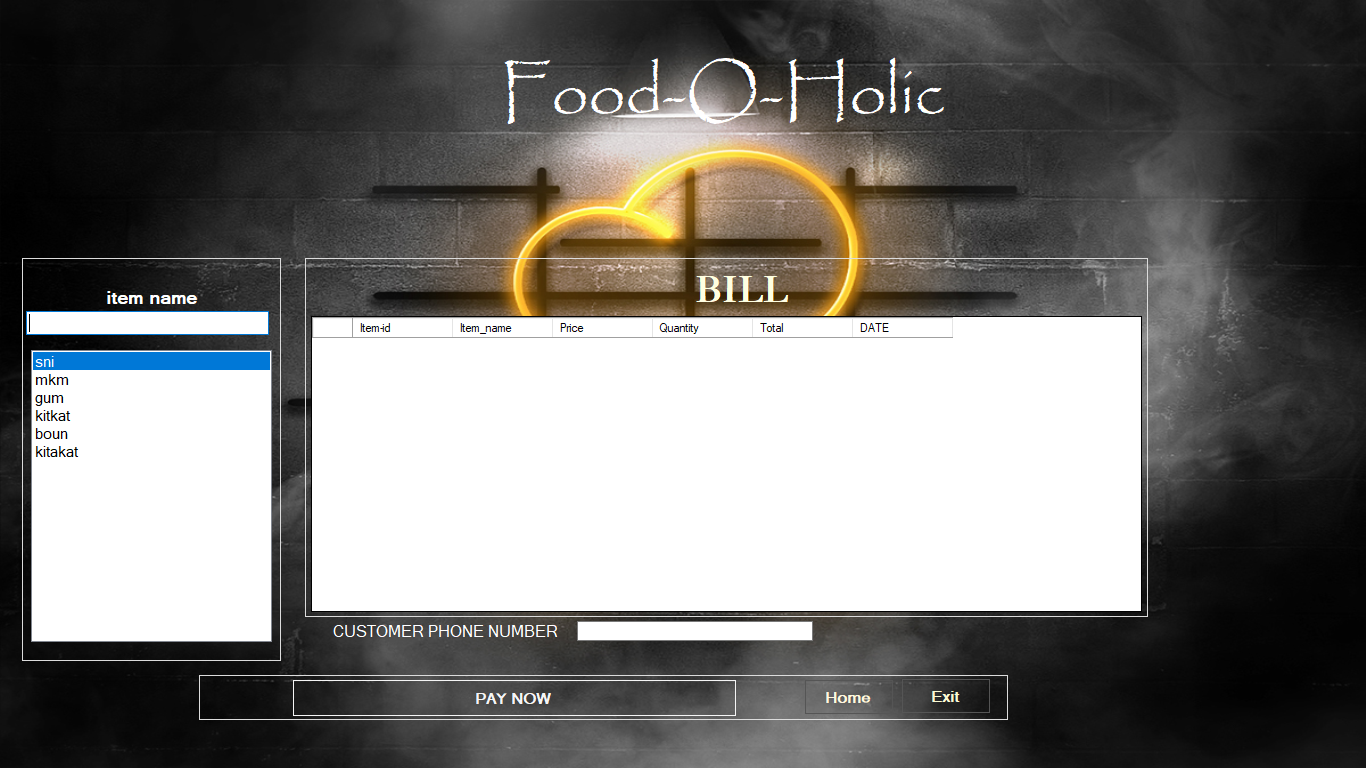 Food-O-Holic
item name
sni
mkm
gum
kitkat
boun
kitakat
BILL
Item-id Item_name Price Quantity Total DATE
CUSTOMER PHONE NUMBER
PAY NOW Home Exit